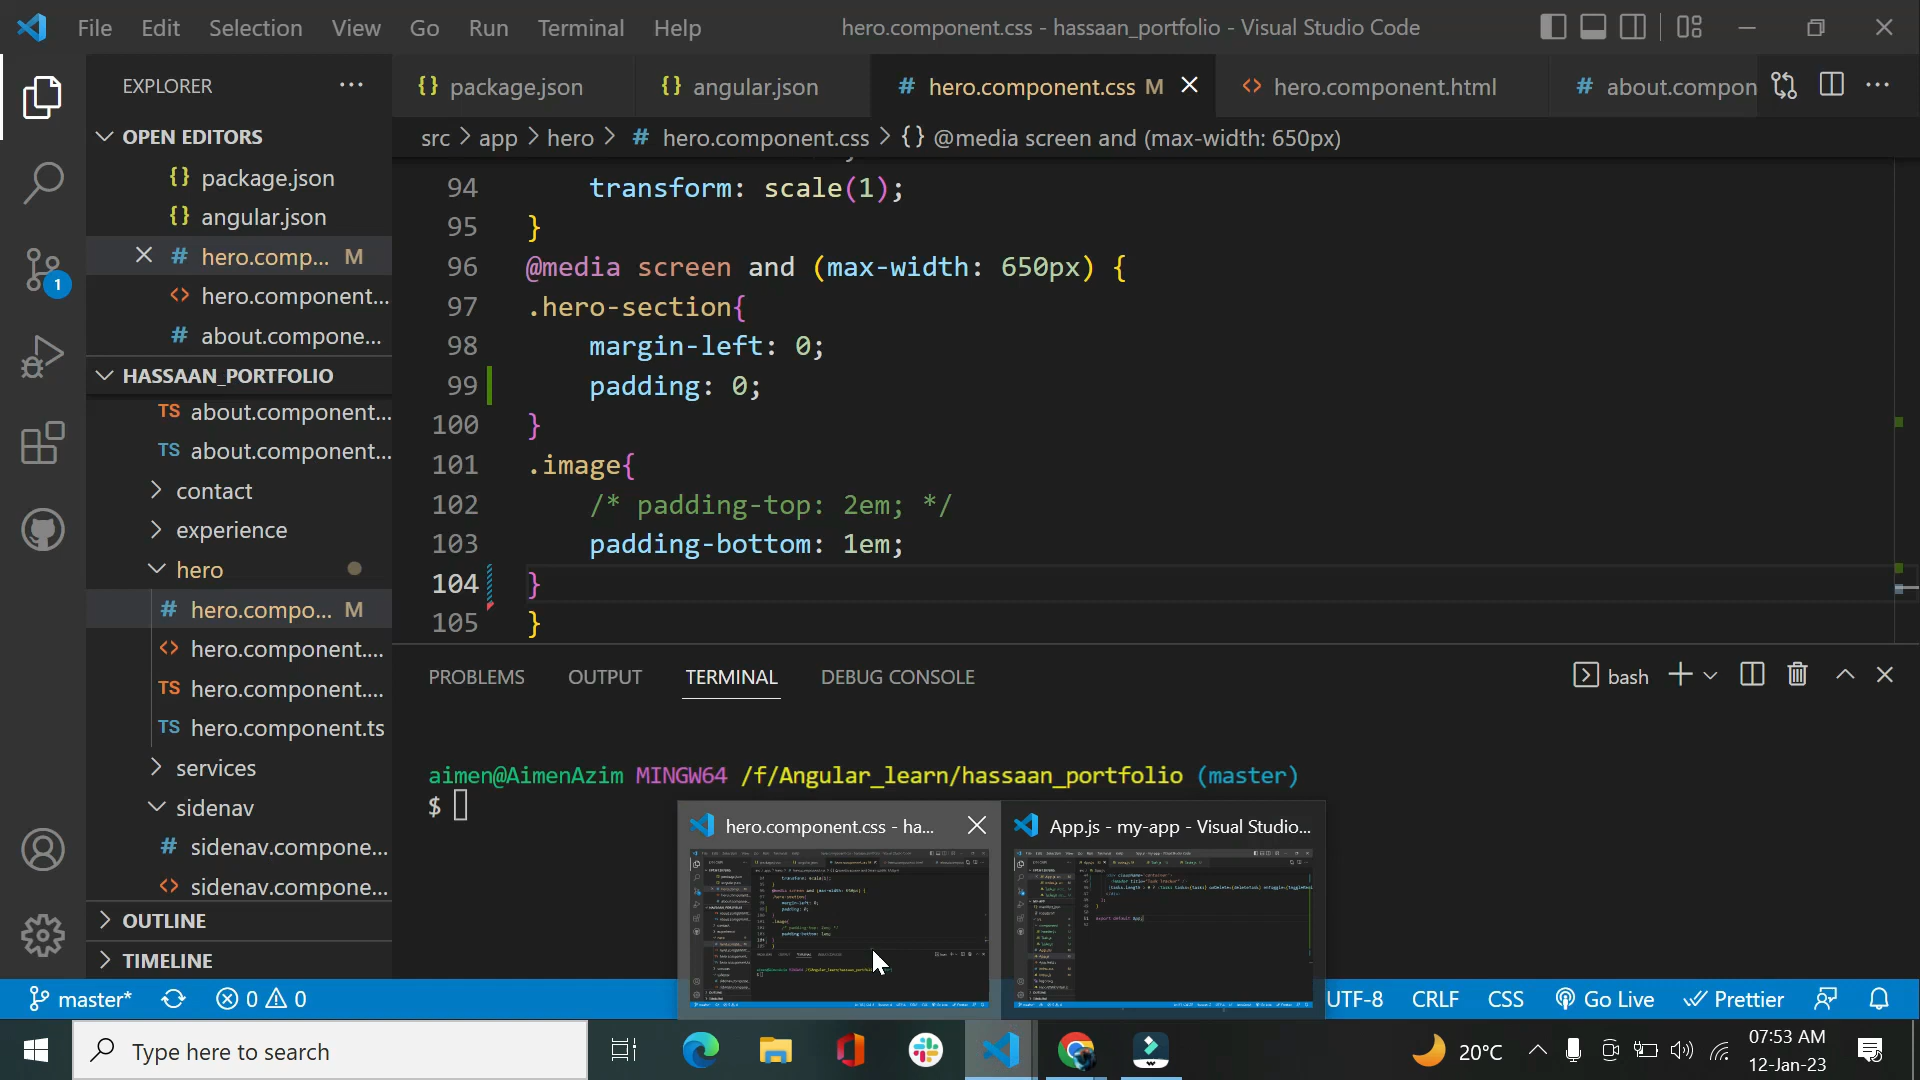 File Edit Selection View Go Run Terminal Help
hero.component.css - hassaan_portfolio - Visual Studio Code
EXPLORER
OPEN EDITORS
{} package.json
{} angular.json
# hero.comp... M
<> hero.component...
# about.compone...
HASSAAN_PORTFOLIO
TS about.component...
TS about.component...
contact
experience
hero
# hero.compo... M
<> hero.component....
TS hero.component....
TS hero.component.ts
services
sidenav
# sidenav.compone...
<> sidenav.compone...
OUTLINE
TIMELINE
1
{} package.json
{} angular.json
# hero.component.css M
<> hero.component.html
# about.compon
src > app > hero > # hero.component.css > {} @media screen and (max-width: 650px)
94 transform: scale(1);
95 }
96 @media screen and (max-width: 650px) {
97 .hero-section{
98 margin-left: 0;
99 padding: 0;
100 }
101 .image{
102 /* padding-top: 2em; */
103 padding-bottom: 1em;
104 }
105 }
PROBLEMS OUTPUT TERMINAL DEBUG CONSOLE
bash
aimen@AimenAzim MINGW64 /f/Angular_learn/hassaan_portfolio (master)
$
hero.component.css - ha...
App.js - my-app - Visual Studio...
master* 0 0
UTF-8 CRLF CSS Go Live Prettier
Type here to search
20°C
07:53 AM
12-Jan-23